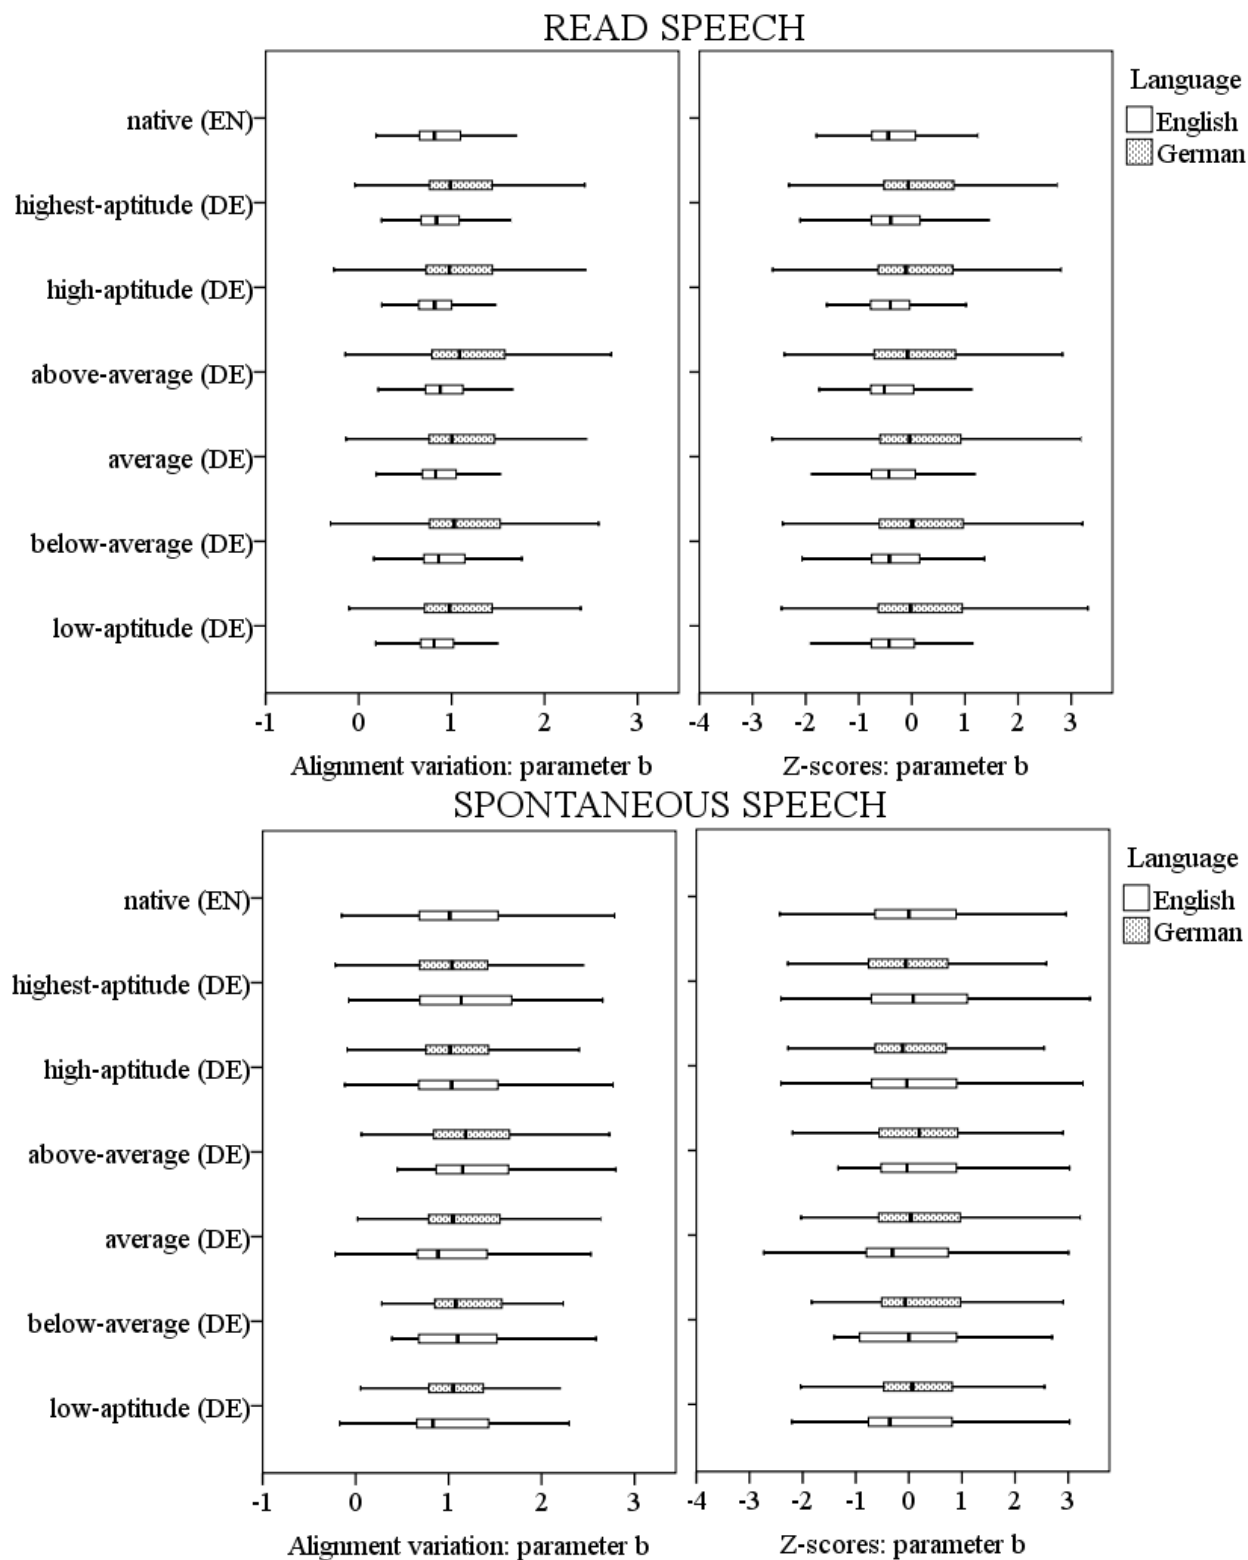 READ SPEECH
Language
English
German
native (EN)
highest-aptitude (DE)
high-aptitude (DE)
above-average (DE)
average (DE)
below-average (DE)
low-aptitude (DE)
-1 0 1 2 3
-4 -3 -2 -1 0 1 2 3
Alignment variation: parameter b
Z-scores: parameter b
SPONTANEOUS SPEECH
Language
English
German
native (EN)
highest-aptitude (DE)
high-aptitude (DE)
above-average (DE)
average (DE)
below-average (DE)
low-aptitude (DE)
-1 0 1 2 3
-4 -3 -2 -1 0 1 2 3
Alignment variation: parameter b
Z-scores: parameter b